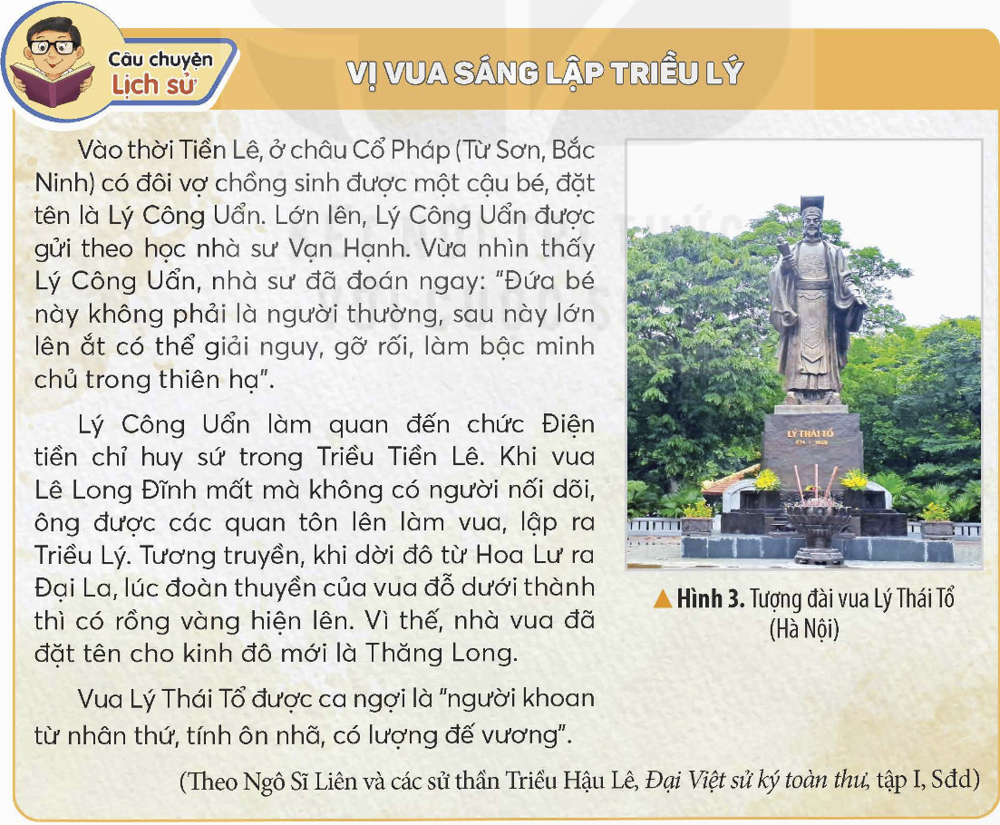 Câu chuyện
Lịch sử
VỊ VUA SÁNG LẬP TRIỀU LÝ
Vào thời Tiền Lê, ở châu Cổ Pháp (Từ Sơn, Bắc
Ninh) có đôi vợ chồng sinh được một cậu bé, đặt
tên là Lý Công Uẩn. Lớn lên, Lý Công Uẩn được
gửi theo học nhà sư Vạn Hạnh. Vừa nhìn thấy
Lý Công Uẩn, nhà sư đã đoán ngay: "Đứa bé
này không phải là người thường, sau này lớn
lên ắt có thể giải nguy, gỡ rối, làm bậc minh
chủ trong thiên hạ".
Lý Công Uẩn làm quan đến chức Điện
tiền chỉ huy sứ trong Triều Tiền Lê. Khi vua
Lê Long Đĩnh mất mà không có người nối dõi,
ông được các quan tôn lên làm vua, lập ra
Triều Lý. Tương truyền, khi dời đô từ Hoa Lư ra
Đại La, lúc đoàn thuyền của vua đỗ dưới thành
thì có rồng vàng hiện lên. Vì thế, nhà vua đã
đặt tên cho kinh đô mới là Thăng Long.
Vua Lý Thái Tổ được ca ngợi là "người khoan
từ nhân thứ, tính ôn nhã, có lượng đế vương".
(Theo Ngô Sĩ Liên và các sử thần Triều Hậu Lê, Đại Việt sử ký toàn thư, tập I, Sđd)
LÝ THÁI TỔ
974 - 1028
▲ Hình 3. Tượng đài vua Lý Thái Tổ
(Hà Nội)